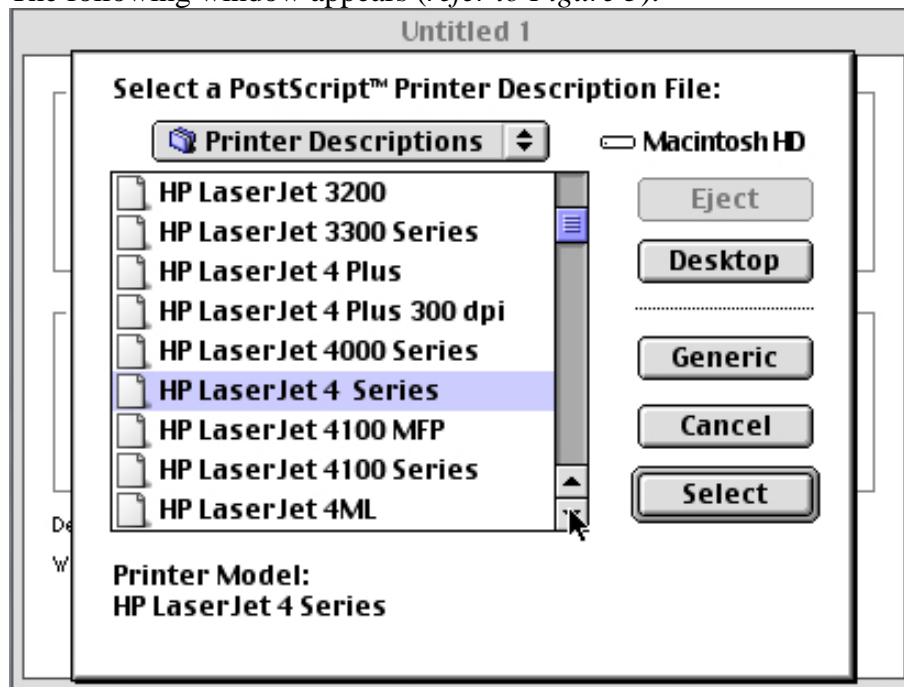 The following window appears (refer to Figure 3):
Untitled 1
Select a PostScript™ Printer Description File:
Printer Descriptions
Macintosh HD
HP LaserJet 3200
HP LaserJet 3300 Series
HP LaserJet 4 Plus
HP LaserJet 4 Plus 300 dpi
HP LaserJet 4000 Series
HP LaserJet 4  Series
HP LaserJet 4100 MFP
HP LaserJet 4100 Series
HP LaserJet 4ML
Eject
Desktop
Generic
Cancel
Select
De
W
Printer Model:
HP LaserJet 4 Series